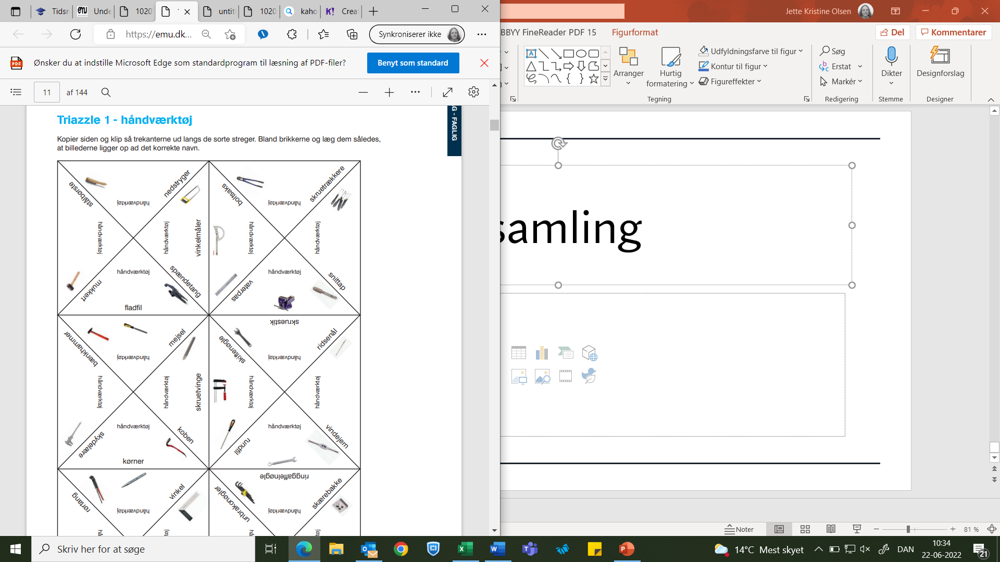 Tidsr
emu Unde
1020
untit
1020
kaho
K! Crea
https://emu.dk...
Synkroniserer ikke
PDF Ønsker du at indstille Microsoft Edge som standardprogram til læsning af PDF-filer?
Benyt som standard
11 af 144
AG - FAGLIG
Triazzle 1 - håndværktøj
Kopier siden og klip så trekanterne ud langs de sorte streger. Bland brikkerne og læg dem således,
at billederne ligger op ad det korrekte navn.
stålbørste
håndværktøj
nedstryger
boltsaks
håndværktøj
skruetrækkere
håndværktøj
håndværktøj
vinkelmåler
håndværktøj
håndværktøj
mukkert
håndværktøj
spændetang
vaterpas
håndværktøj
snittap
fladfil
skruestik
bænkhammer
håndværktøj
mejsel
skiftenøgle
håndværktøj
ridsenål
håndværktøj
håndværktøj
skruetvinge
håndværktøj
håndværktøj
skydelære
håndværktøj
koben
rundfil
håndværktøj
vindejern
kørner
ringgaffelnøgle
rørtang
håndværktøj
vinkel
unbrakonøgler
håndværktøj
skærebakke
Jette Kristine Olsen
BBYY FineReader PDF 15
Figurformat
Del
Kommentarer
A
Arranger
Hurtig
formatering
Udfyldningsfarve til figur
Kontur til figur
Figureffekter
Søg
Erstat
Markér
Dikter
Designforslag
Tegning
Redigering
Stemme
Designer
samling
Noter
81 %
Skriv her for at søge
14°C Mest skyet
DAN
10:34
22-06-2022
21